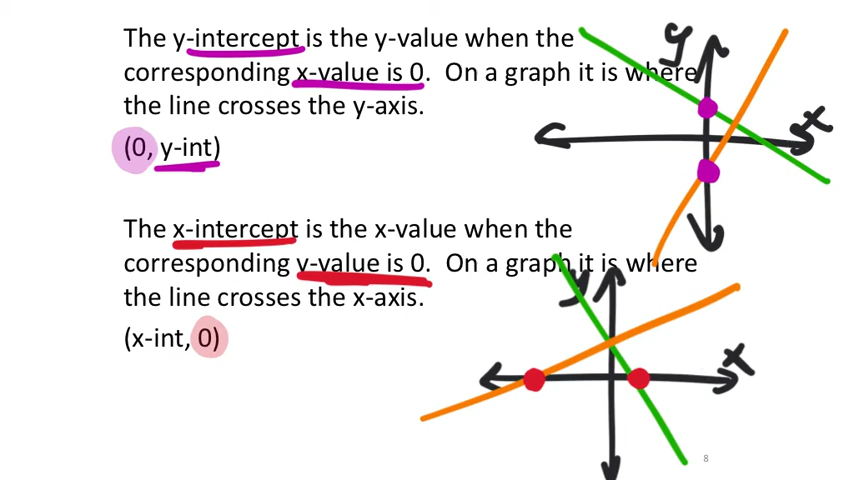 The y-intercept is the y-value when the
corresponding x-value is 0. On a graph it is where
the line crosses the y-axis.
(0, y-int)
y
x
The x-intercept is the x-value when the
corresponding y-value is 0. On a graph it is where
the line crosses the x-axis.
(x-int, 0)
y
x
8